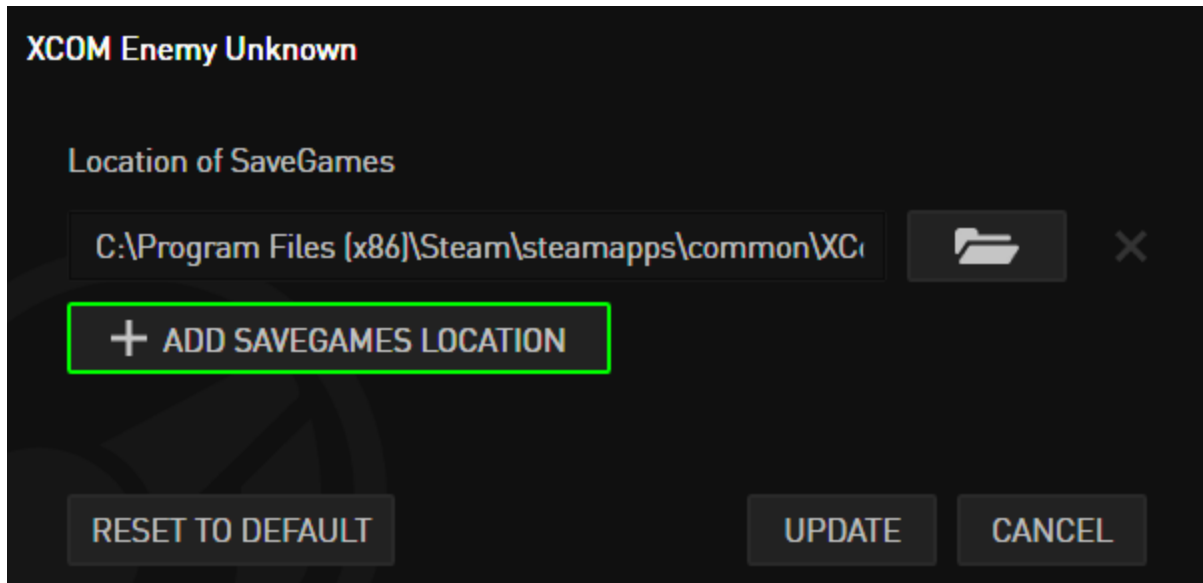 XCOM Enemy Unknown
Location of SaveGames
C:\Program Files (x86)\Steam\steamapps\common\XC
ADD SAVEGAMES LOCATION
RESET TO DEFAULT UPDATE CANCEL